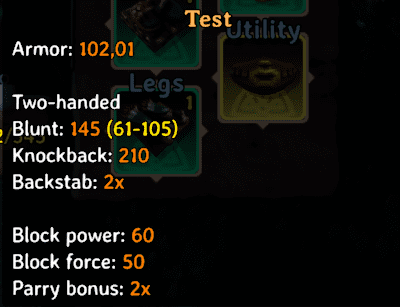 Test
Armor: 102,01
Utility
Legs
1
Two-handed
Blunt: 145 (61-105)
Knockback: 210
Backstab: 2x
Block power: 60
Block force: 50
Parry bonus: 2x